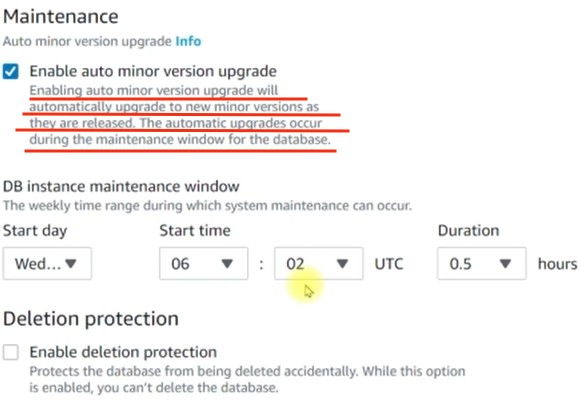 Maintenance
Auto minor version upgrade Info
Enable auto minor version upgrade
Enabling auto minor version upgrade will
automatically upgrade to new minor versions as
they are released. The automatic upgrades occur
during the maintenance window for the database.
DB instance maintenance window
The weekly time range during which system maintenance can occur.
Start day Start time Duration
Wed... 06 : 02 UTC 0.5 hours
Deletion protection
Enable deletion protection
Protects the database from being deleted accidentally. While this option
is enabled, you can't delete the database.